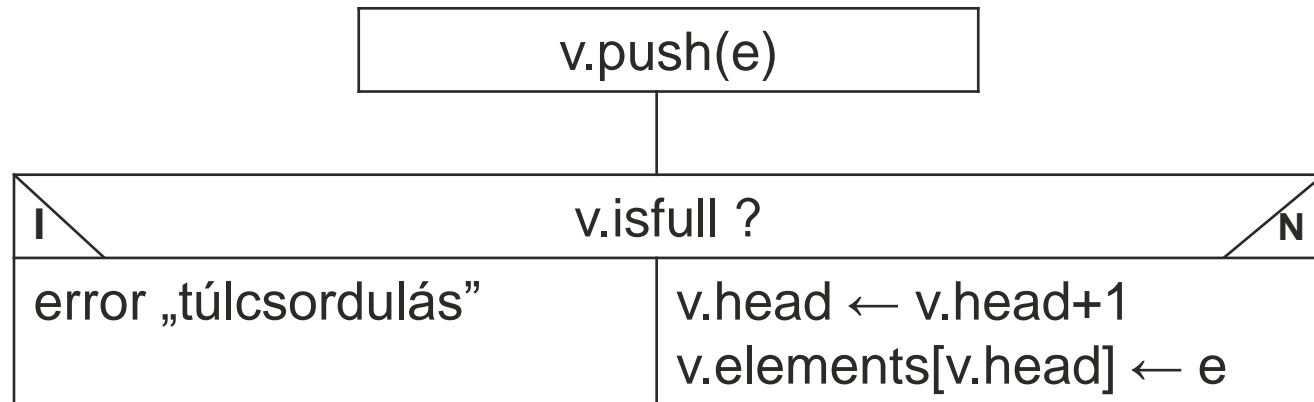 v.push(e)
I
v.isfull ?
N
error „túlcsordulás”
v.head ← v.head+1
v.elements[v.head] ← e